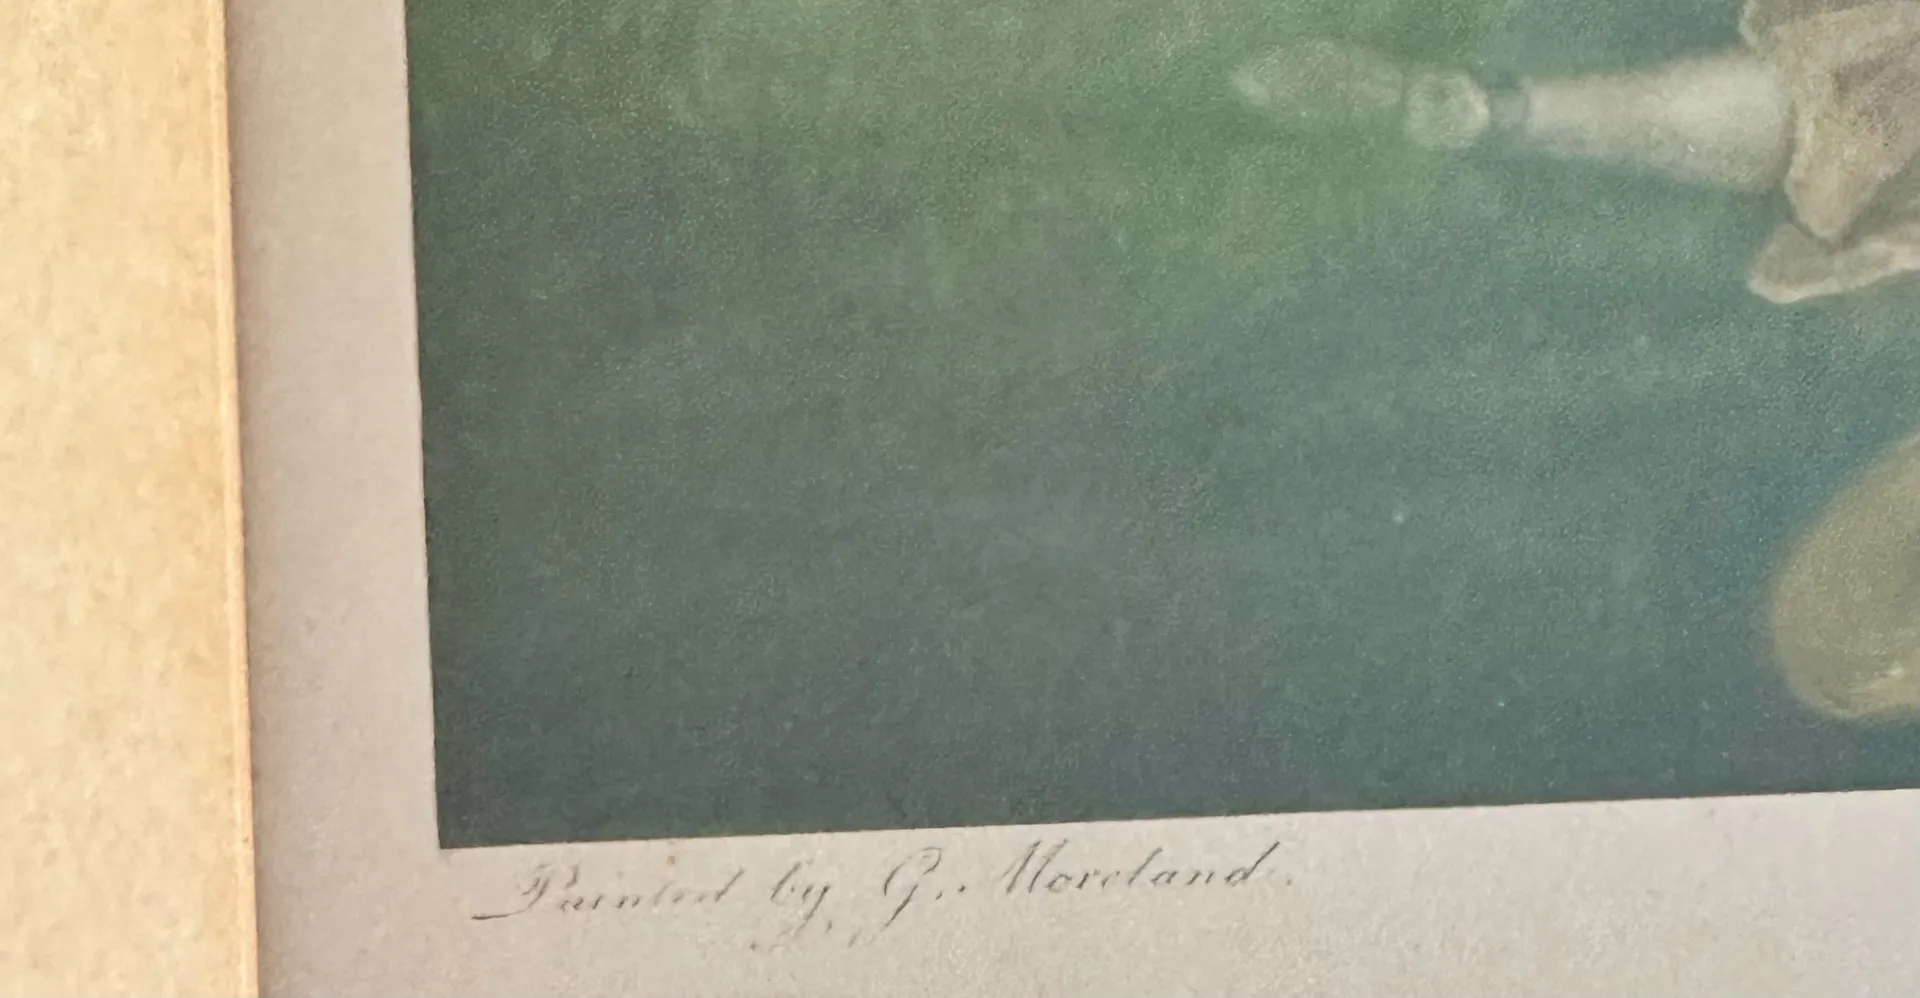 Painted by G. Moreland.